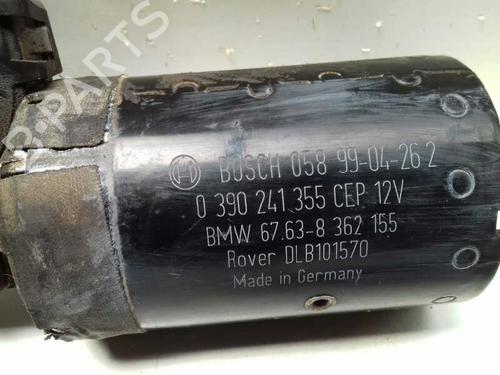 B-PARTS
BOSCH 058 99-04-26 2
0 390 241 355 CEP 12V
BMW 67.63-8 362 155
Rover DLB101570
Made in Germany